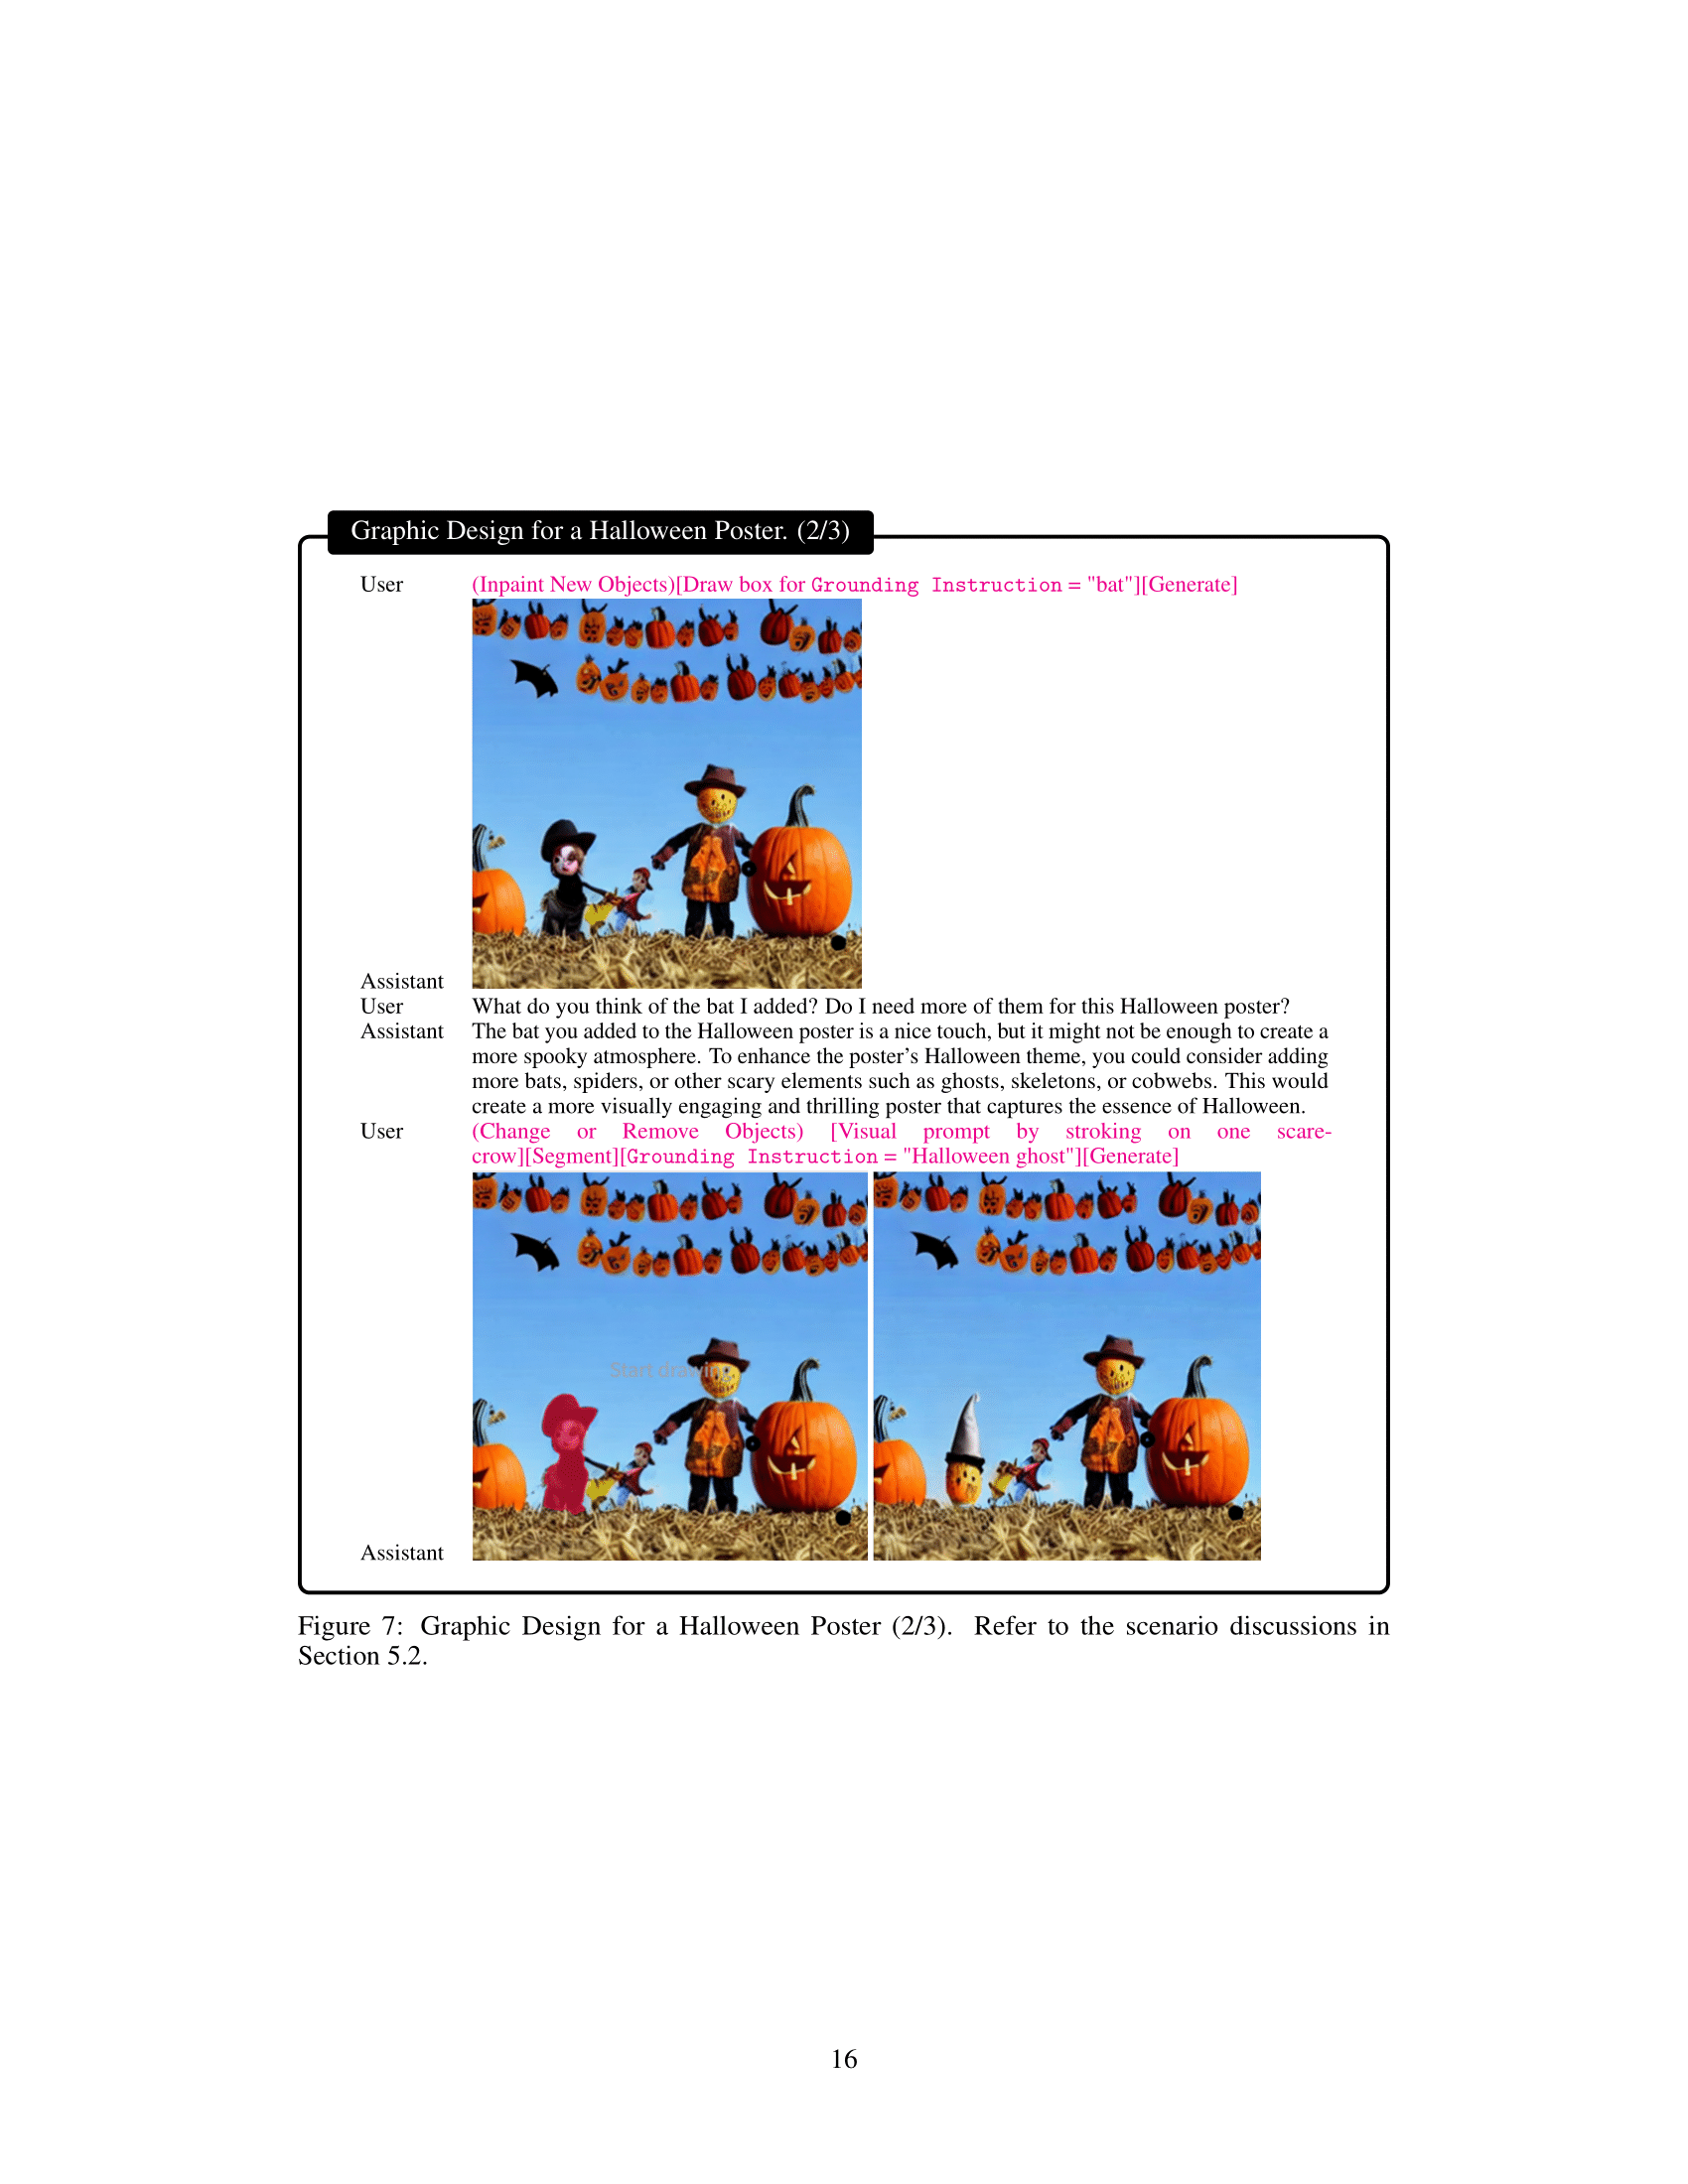 Graphic Design for a Halloween Poster. (2/3)
User (Inpaint New Objects)[Draw box for Grounding Instruction = "bat"][Generate]
Assistant
User What do you think of the bat I added? Do I need more of them for this Halloween poster?
Assistant The bat you added to the Halloween poster is a nice touch, but it might not be enough to create a
more spooky atmosphere. To enhance the poster's Halloween theme, you could consider adding
more bats, spiders, or other scary elements such as ghosts, skeletons, or cobwebs. This would
create a more visually engaging and thrilling poster that captures the essence of Halloween.
User (Change or Remove Objects) [Visual prompt by stroking on one scare-
crow][Segment][Grounding Instruction = "Halloween ghost"][Generate]
Start drawing
Assistant
Figure 7: Graphic Design for a Halloween Poster (2/3). Refer to the scenario discussions in
Section 5.2.
16